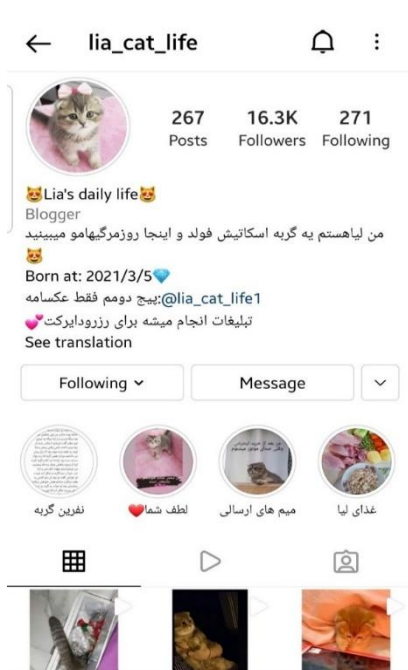 lia_cat_life
267
Posts
16.3K
Followers
271
Following
😻Lia's daily life😻
Blogger
من لیاهستم یه گربه اسکاتیش فولد و اینجا روزمرگیهامو میبینید
😻
Born at: 2021/3/5💎
پیج دومم فقط عکسامه:@lia_cat_life1
تبلیغات انجام میشه برای رزرودایرکت💕
See translation
Following
Message
نفرین گربه
لطف شما❤
میم های ارسالی
غذای لیا